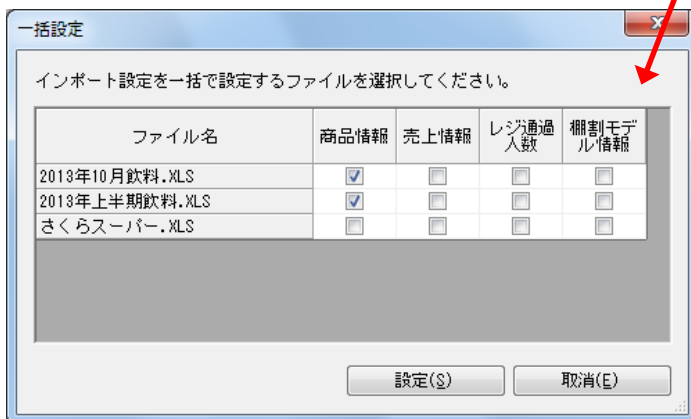 一括設定
インポート設定を一括で設定するファイルを選択してください。
ファイル名 商品情報 売上情報 レジ通過人数 棚割モデル情報
2013年10月飲料.XLS
2013年上半期飲料.XLS
さくらスーパー.XLS
設定(S) 取消(E)